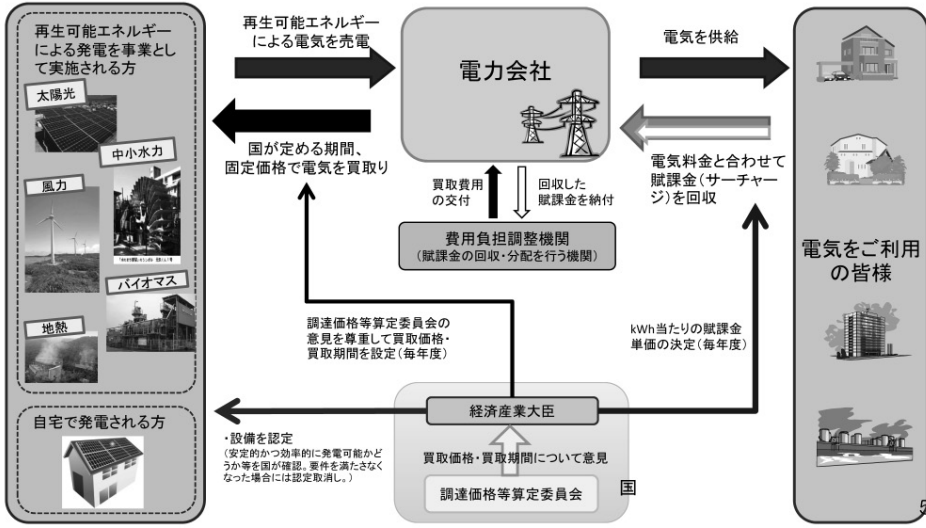 再生可能エネルギー
による発電を事業とし
て実施される方
太陽光
中小水力
風力
バイオマス
地熱
自宅で発電される方
再生可能エネルギー
による電気を売電
国が定める期間、
固定価格で電気を買取り
電力会社
電気を供給
電気料金と合わせて
賦課金(サーチャー
ジ)を回収
買取費用
の交付
回収した
賦課金を納付
費用負担調整機関
(賦課金の回収・分配を行う機関)
電気をご利用
の皆様
調達価格等算定委員会の
意見を尊重して買取価格・
買取期間を設定(毎年度)
kWh当たりの賦課金
単価の決定(毎年度)
経済産業大臣
・設備を認定
(安定的かつ効率的に発電可能かど
うか等を国が確認。要件を満たさなく
なった場合には認定取消し。)
買取価格・買取期間について意見
調達価格等算定委員会
国
5